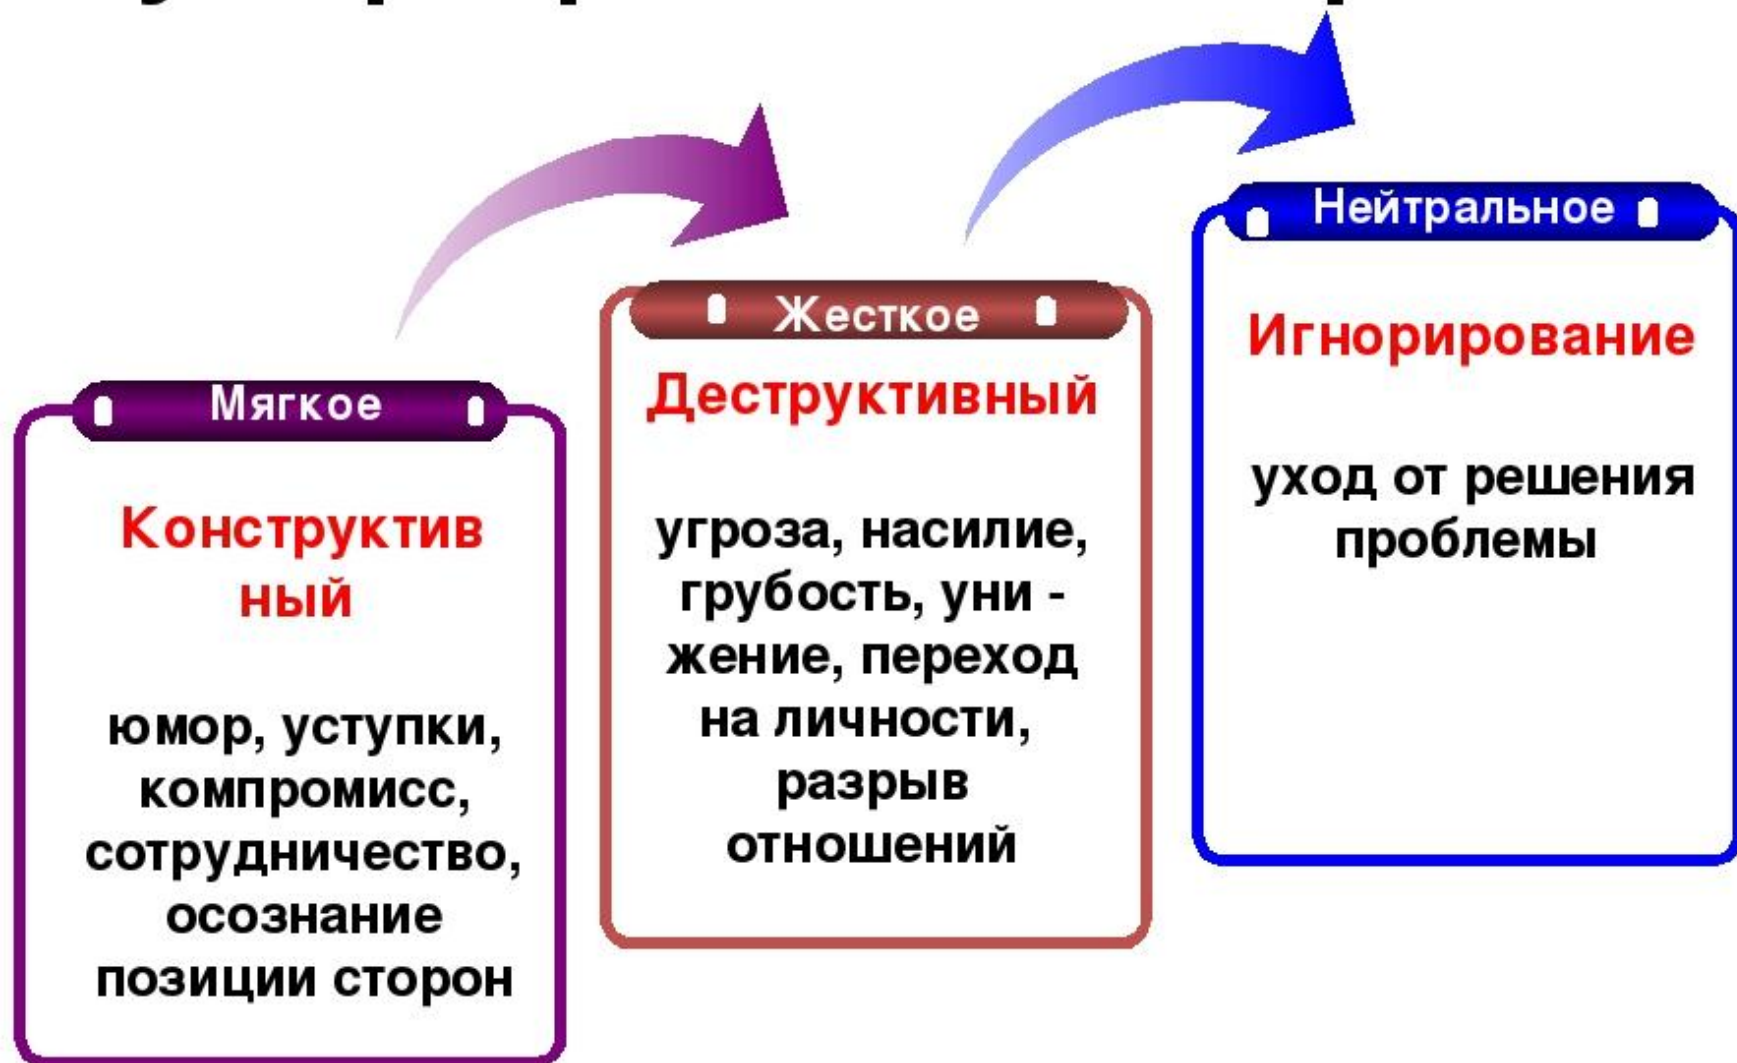 Мягкое
Конструктив
ный
юмор, уступки,
компромисс,
сотрудничество,
осознание
позиции сторон
Жесткое
Деструктивный
угроза, насилие,
грубость, уни -
жение, переход
на личности,
разрыв
отношений
Нейтральное
Игнорирование
уход от решения
проблемы